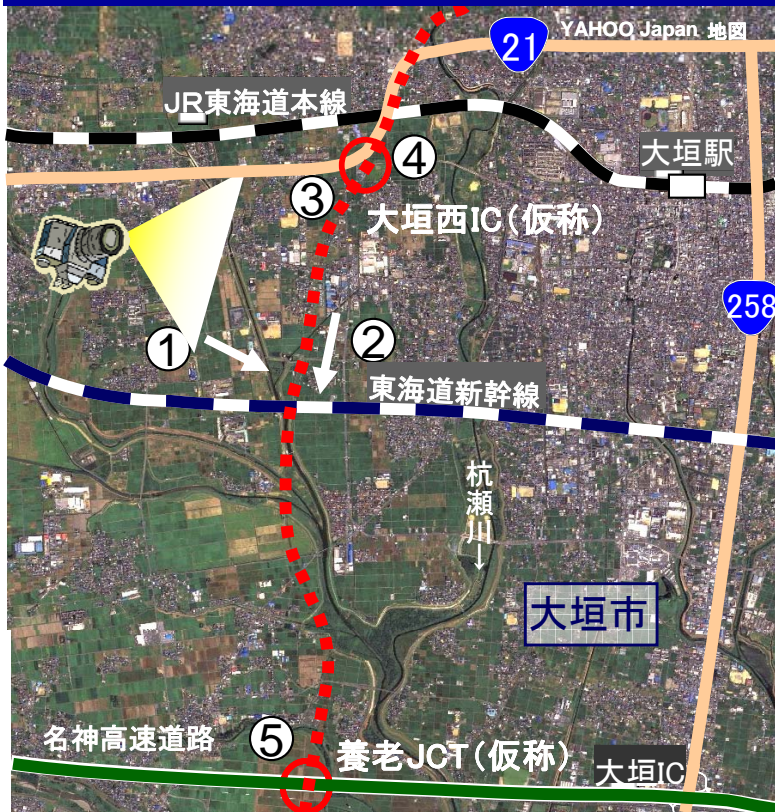 YAHOO Japan 地図
21
JR東海道本線
大垣駅
④
③
大垣西IC(仮称)
258
①
②
東海道新幹線
杭瀬川
大垣市
名神高速道路
⑤
養老JCT(仮称)
大垣IC